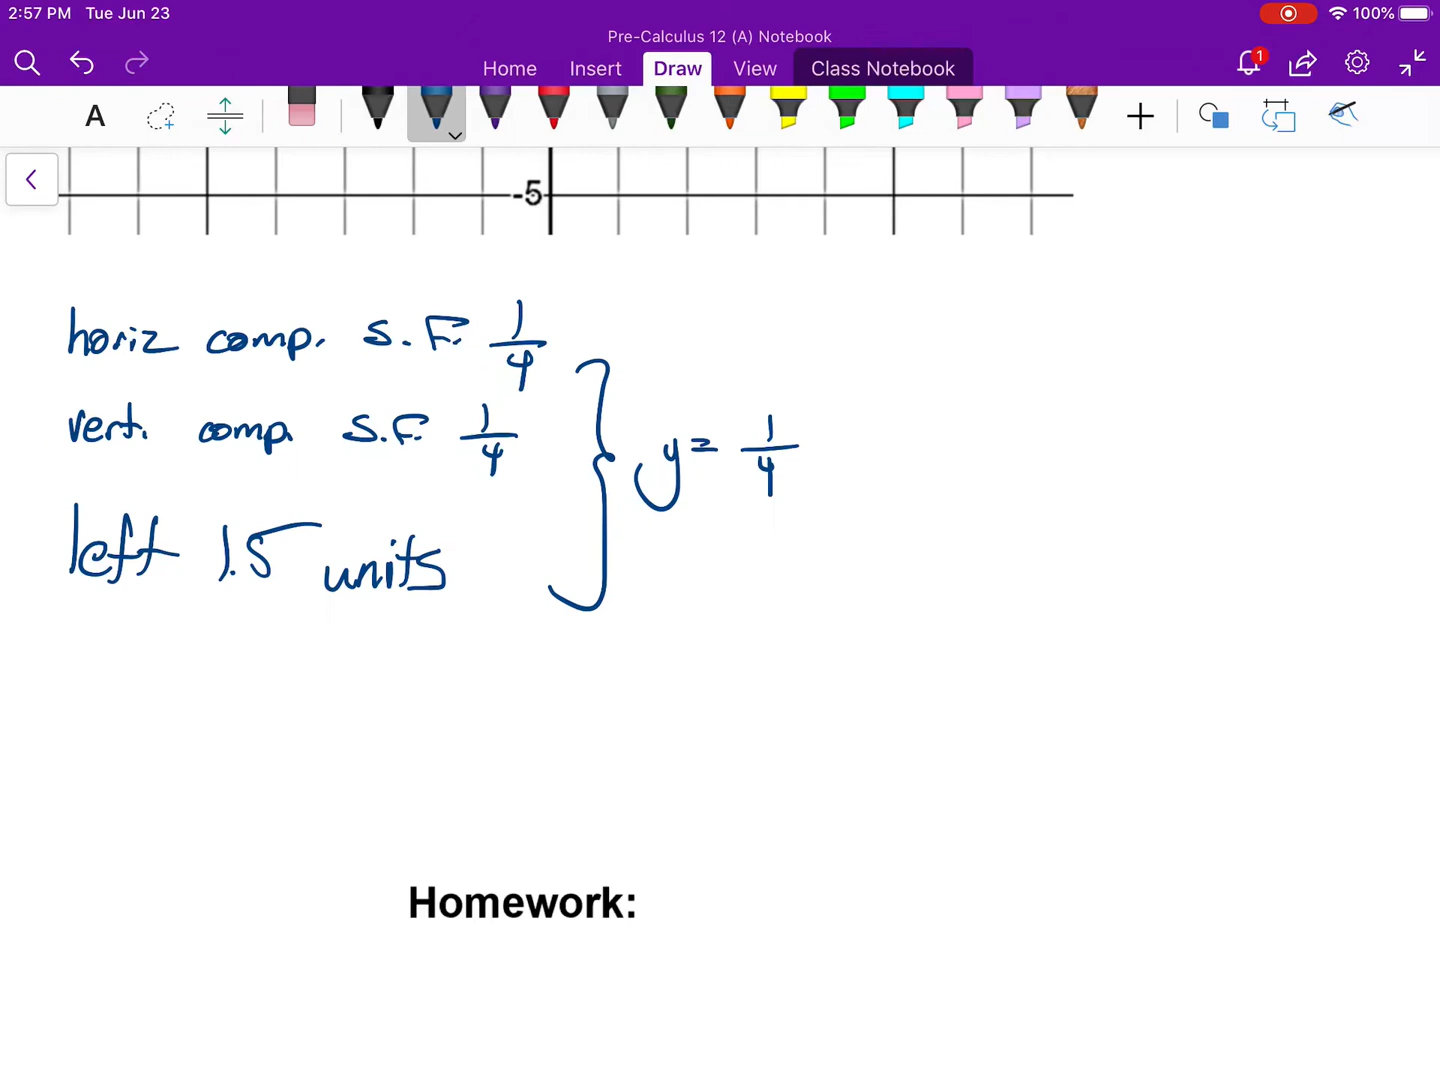 2:57 PM Tue Jun 23
100%
Pre-Calculus 12 (A) Notebook
Home Insert Draw View Class Notebook
1
A
-5
horiz comp. S.F. 1/4
vert. comp. S.F. 1/4
y = 1/4
left 1.5 units
Homework: